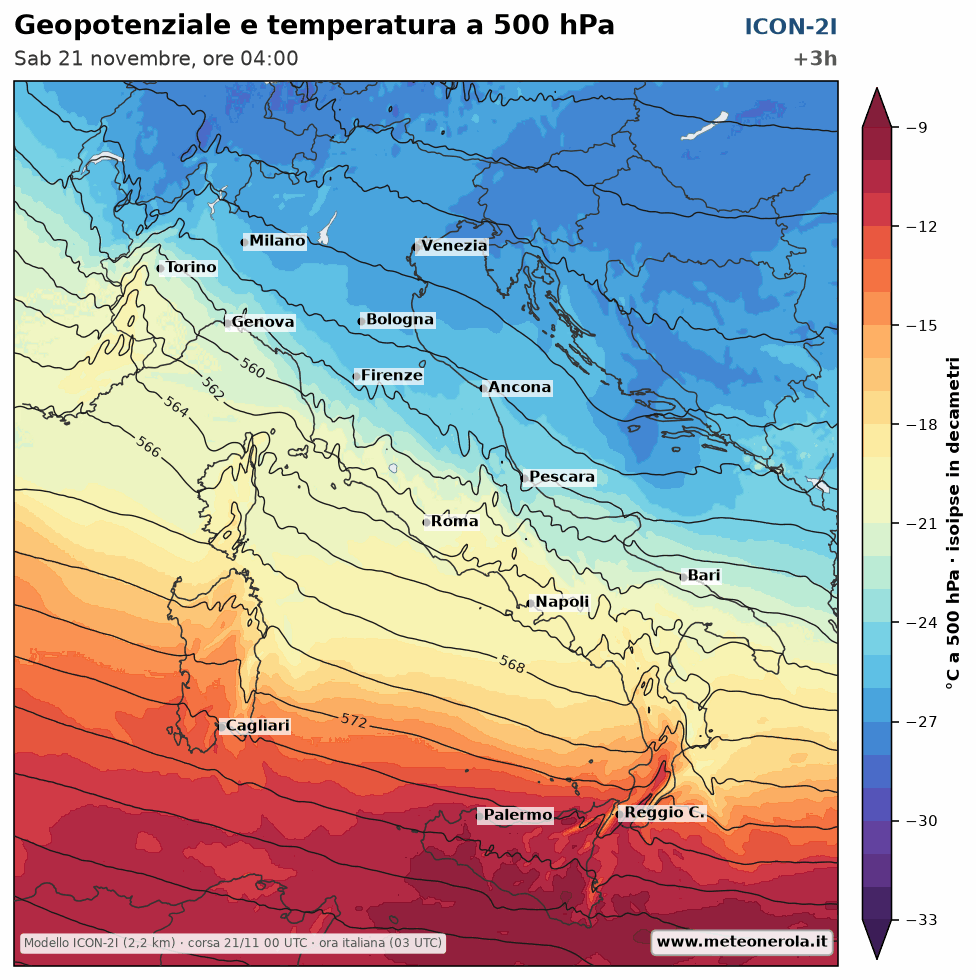 Geopotenziale e temperatura a 500 hPa
ICON-2I
Sab 21 novembre, ore 04:00
+3h
Milano
Venezia
Torino
Genova
Bologna
560
Firenze
562
Ancona
564
566
Pescara
Roma
Bari
Napoli
568
572
Cagliari
Palermo
Reggio C.
Modello ICON-2I (2,2 km) · corsa 21/11 00 UTC · ora italiana (03 UTC)
www.meteonerola.it
−9
−12
−15
−18
−21
−24
−27
−30
−33
°C a 500 hPa · isoipse in decametri